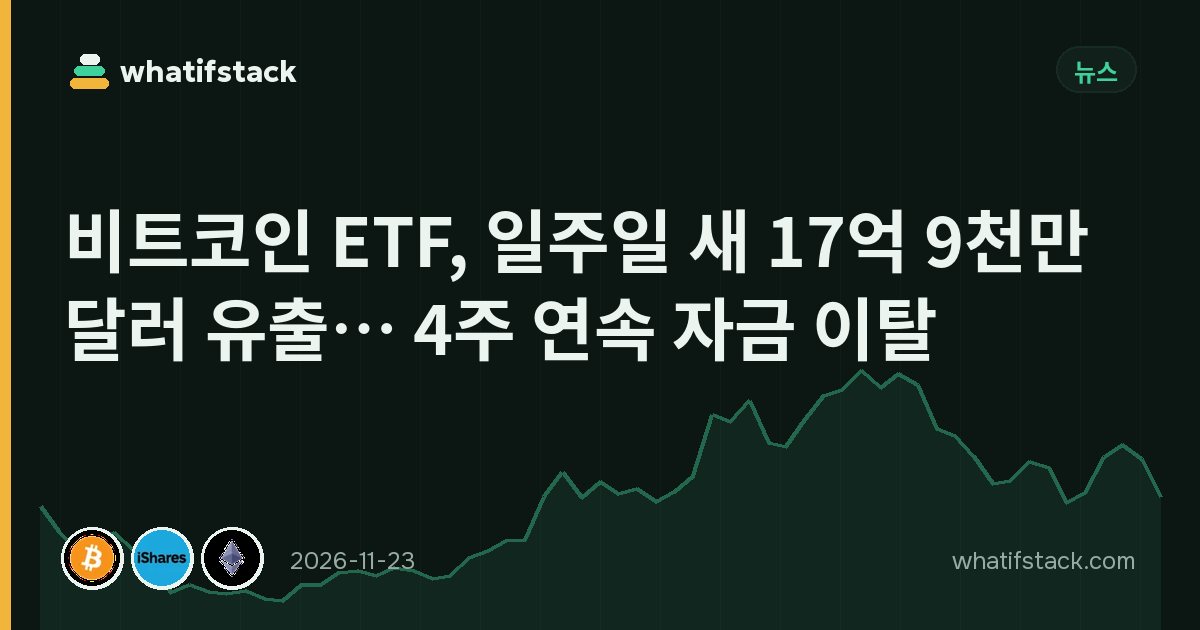 whatifstack
뉴스
비트코인 ETF, 일주일 새 17억 9천만
달러 유출… 4주 연속 자금 이탈
iShares
2026-11-23
whatifstack.com